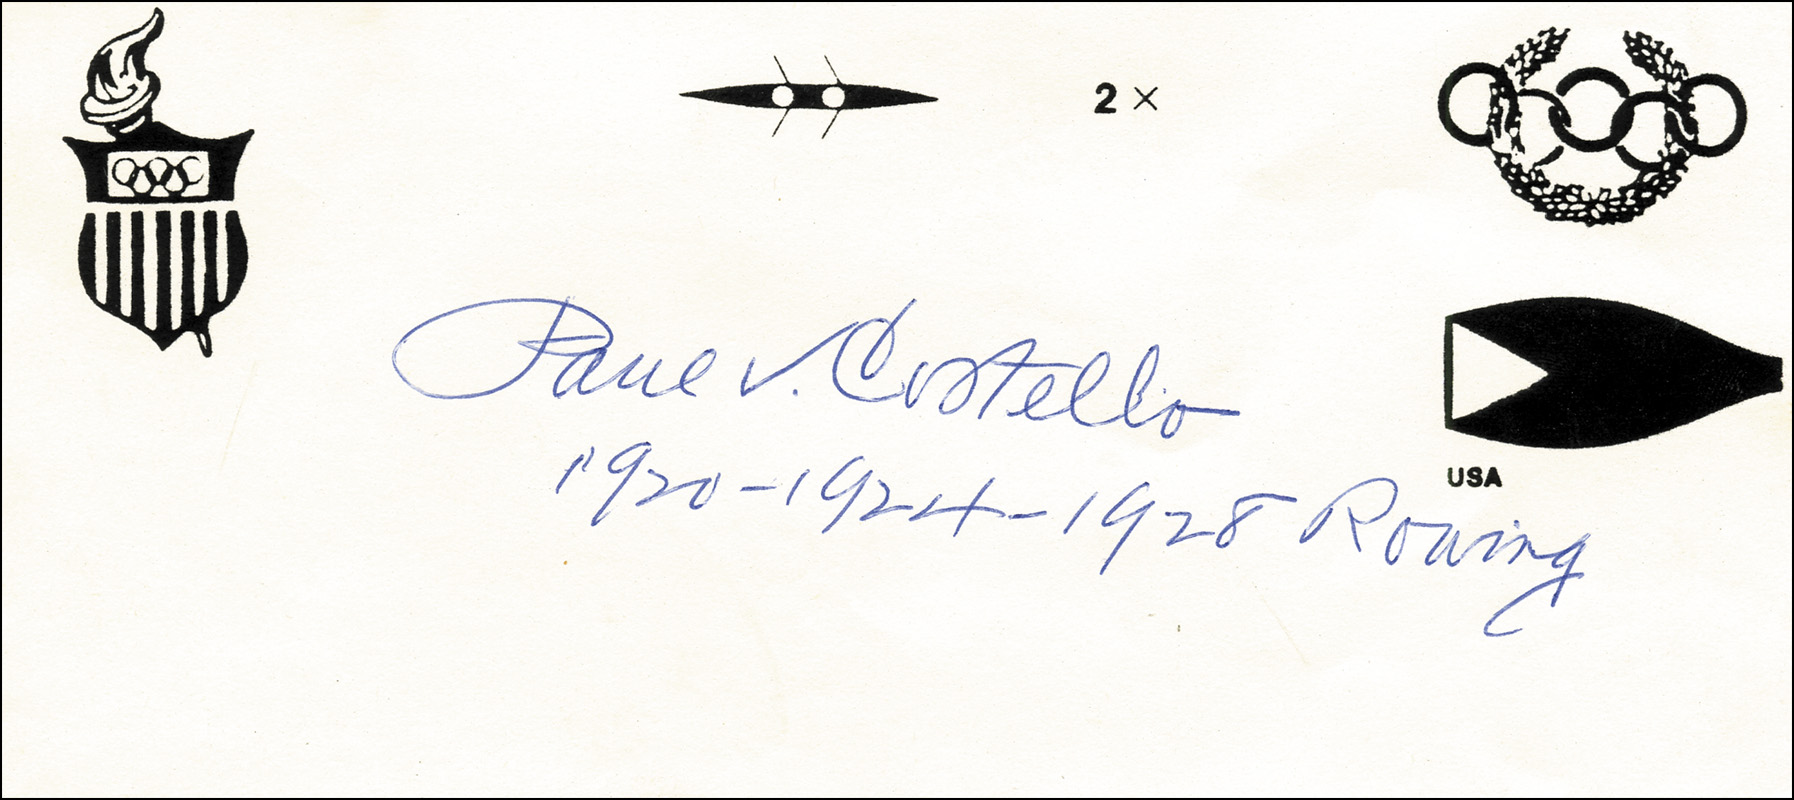 2 ×
Paul V. Costello
USA
1920-1924-1928 Rowing